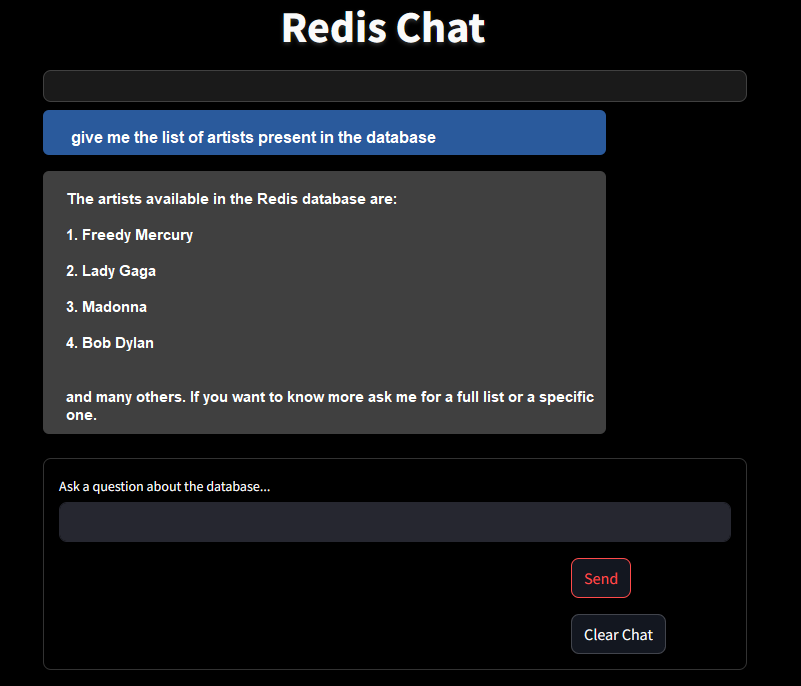 Redis Chat
give me the list of artists present in the database
The artists available in the Redis database are:
1. Freedy Mercury
2. Lady Gaga
3. Madonna
4. Bob Dylan
and many others. If you want to know more ask me for a full list or a specific
one.
Ask a question about the database...
Send
Clear Chat